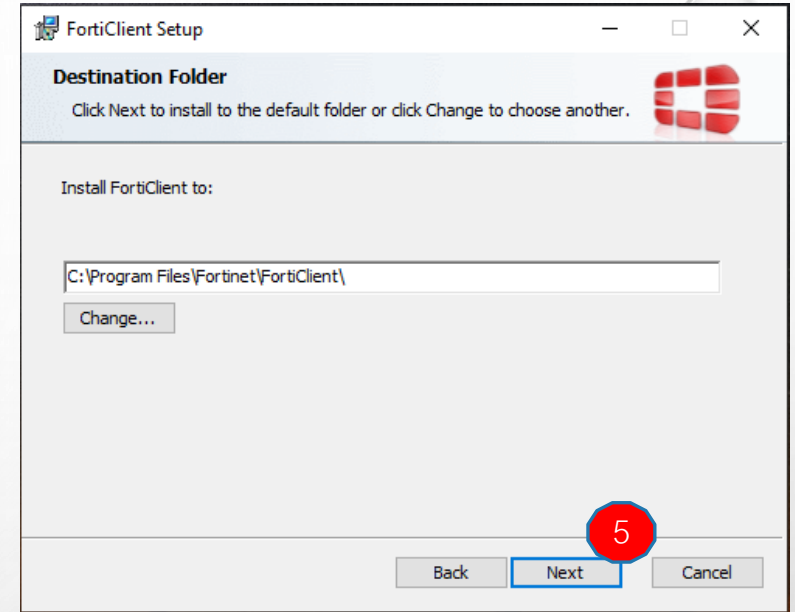 FortiClient Setup
Destination Folder
Click Next to install to the default folder or click Change to choose another.
Install FortiClient to:
C:\Program Files\Fortinet\FortiClient\
Change...
5
Back Next Cancel